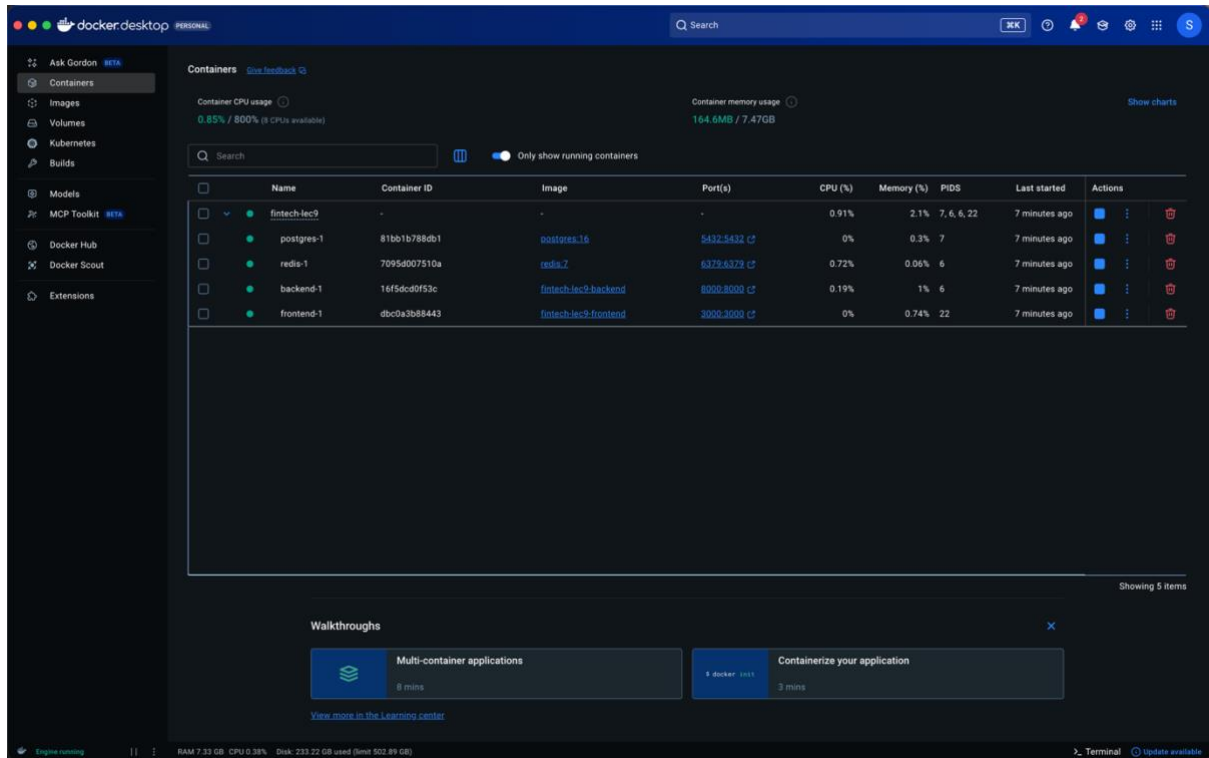 docker.desktop PERSONAL
Search
⌘K
2
S
Ask Gordon BETA
Containers
Images
Volumes
Kubernetes
Builds
Models
MCP Toolkit BETA
Docker Hub
Docker Scout
Extensions
Containers Give feedback
Container CPU usage
0.85% / 800% (8 CPUs available)
Container memory usage
164.6MB / 7.47GB
Show charts
Search
Only show running containers
Name Container ID Image Port(s) CPU (%) Memory (%) PIDS Last started Actions
fintech-lec9 - - - 0.91% 2.1% 7, 6, 6, 22 7 minutes ago
postgres-1 81bb1b788db1 postgres:16 5432:5432 0% 0.3% 7 7 minutes ago
redis-1 7095d007510a redis:7 6379:6379 0.72% 0.06% 6 7 minutes ago
backend-1 16f5dcd0f53c fintech-lec9-backend 8000:8000 0.19% 1% 6 7 minutes ago
frontend-1 dbc0a3b88443 fintech-lec9-frontend 3000:3000 0% 0.74% 22 7 minutes ago
Showing 5 items
Walkthroughs
Multi-container applications
8 mins
$ docker init
Containerize your application
3 mins
View more in the Learning center
Engine running
RAM 7.33 GB CPU 0.38% Disk: 233.22 GB used (limit 502.89 GB)
>_ Terminal
Update available